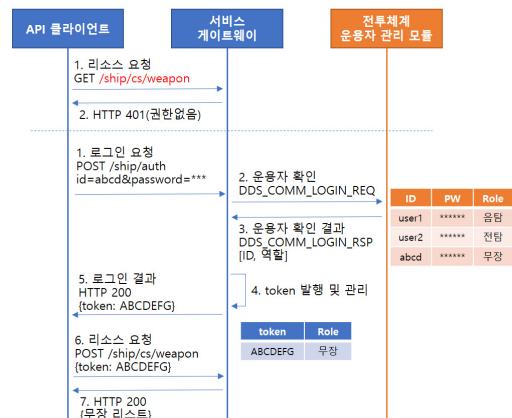 API 클라이언트
서비스
게이트웨이
전투체계
운용자 관리 모듈
1. 리소스 요청
GET /ship/cs/weapon
2. HTTP 401(권한없음)
1. 로그인 요청
POST /ship/auth
id=abcd&password=***
2. 운용자 확인
DDS_COMM_LOGIN_REQ
3. 운용자 확인 결과
DDS_COMM_LOGIN_RSP
[ID, 역할]
ID PW Role
user1 ****** 음탐
user2 ****** 전탐
abcd ****** 무장
5. 로그인 결과
HTTP 200
{token: ABCDEFG}
4. token 발행 및 관리
token Role
ABCDEFG 무장
6. 리소스 요청
POST /ship/cs/weapon
{token: ABCDEFG}
7. HTTP 200
{무장 리스트}